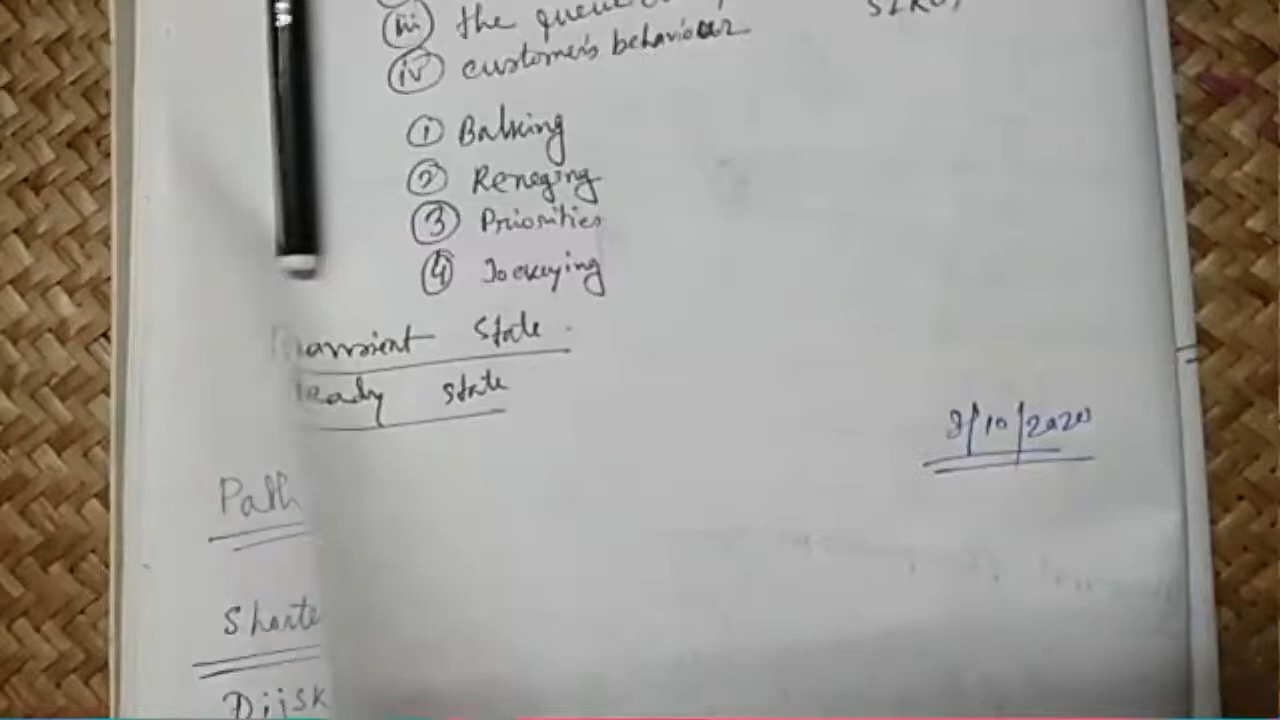 (iii) the queue
SIRO,
(iv) customer's behaviour
① Balking
② Reneging
③ Priorities
④ Jockeying
Transient state.
steady state
9/10/2020
Path
Shorte
Dijsk